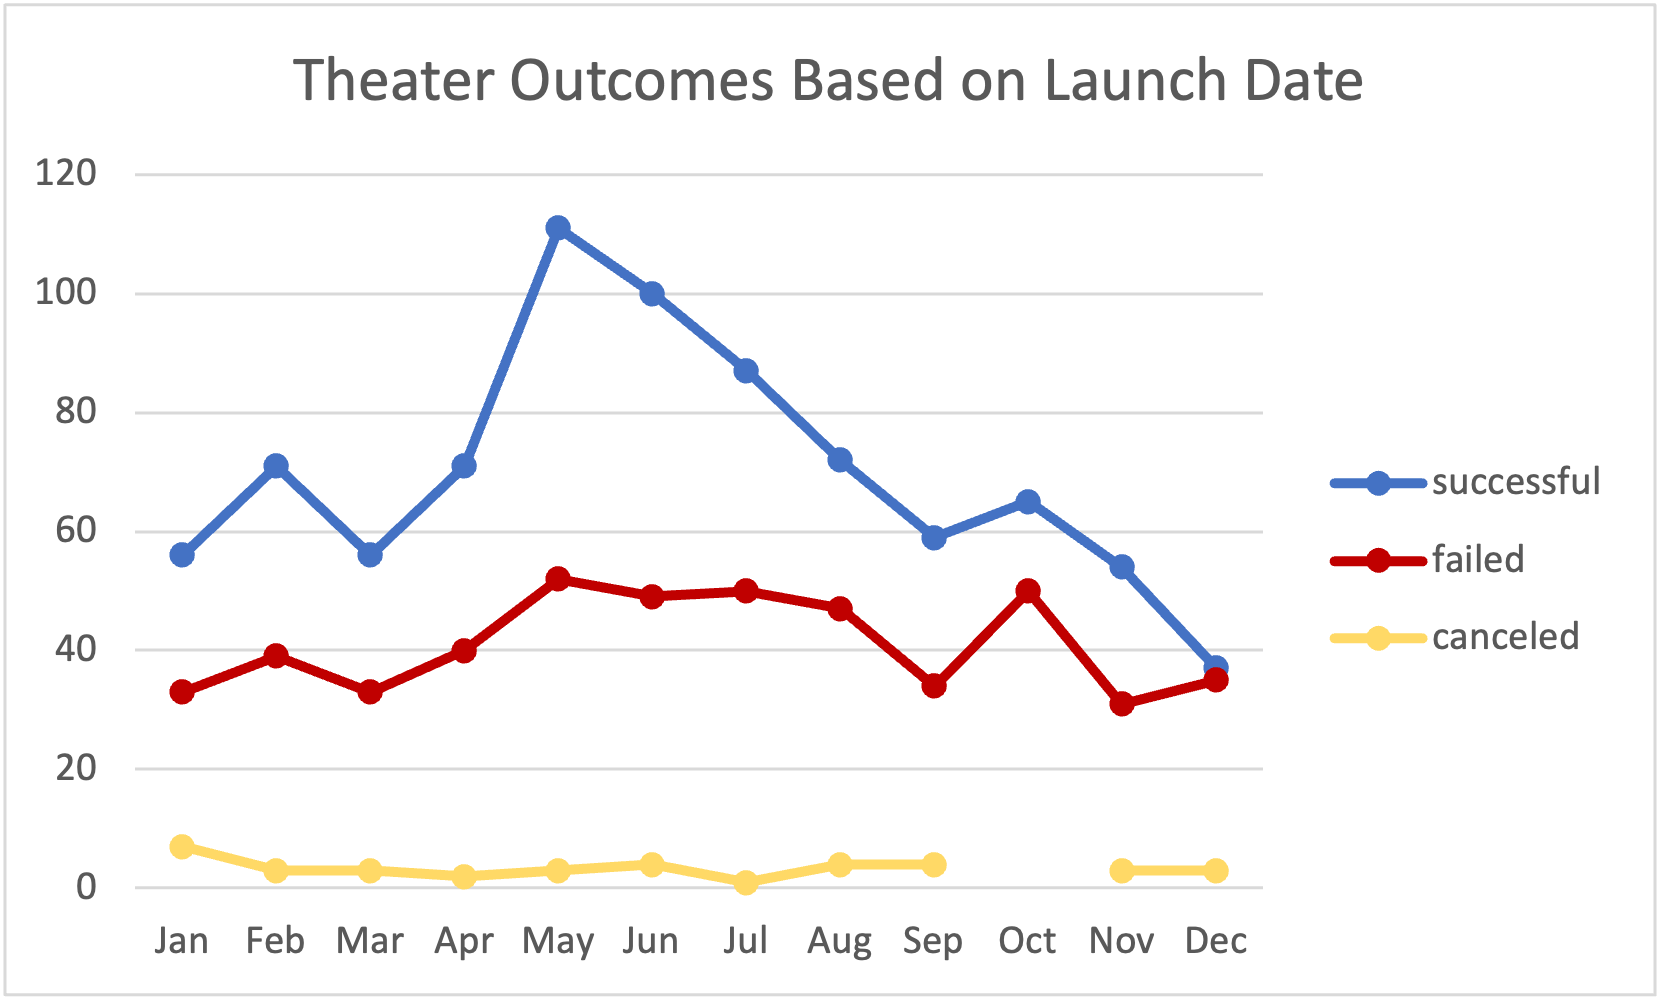 Theater Outcomes Based on Launch Date
120
100
80
60
40
20
0
Jan Feb Mar Apr May Jun Jul Aug Sep Oct Nov Dec
successful
failed
canceled